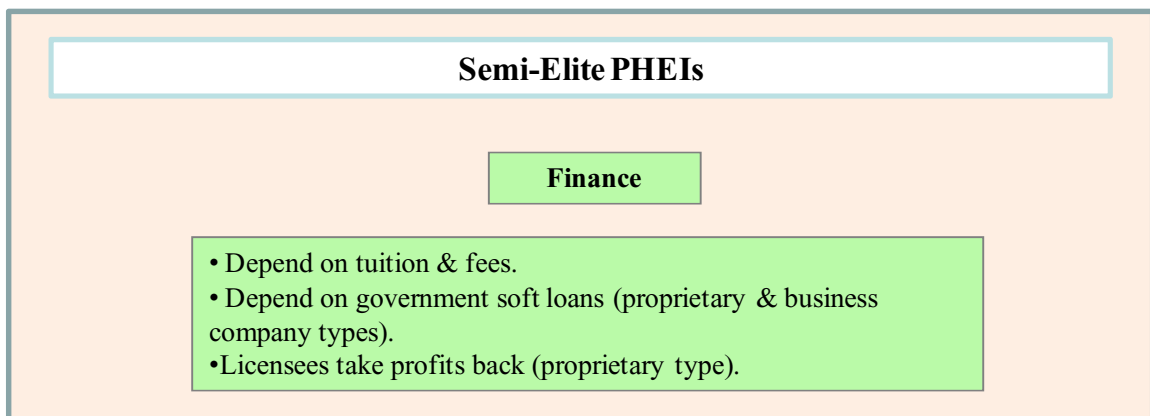 Semi-Elite PHEIs
Finance
• Depend on tuition & fees.
• Depend on government soft loans (proprietary & business
company types).
•Licensees take profits back (proprietary type).